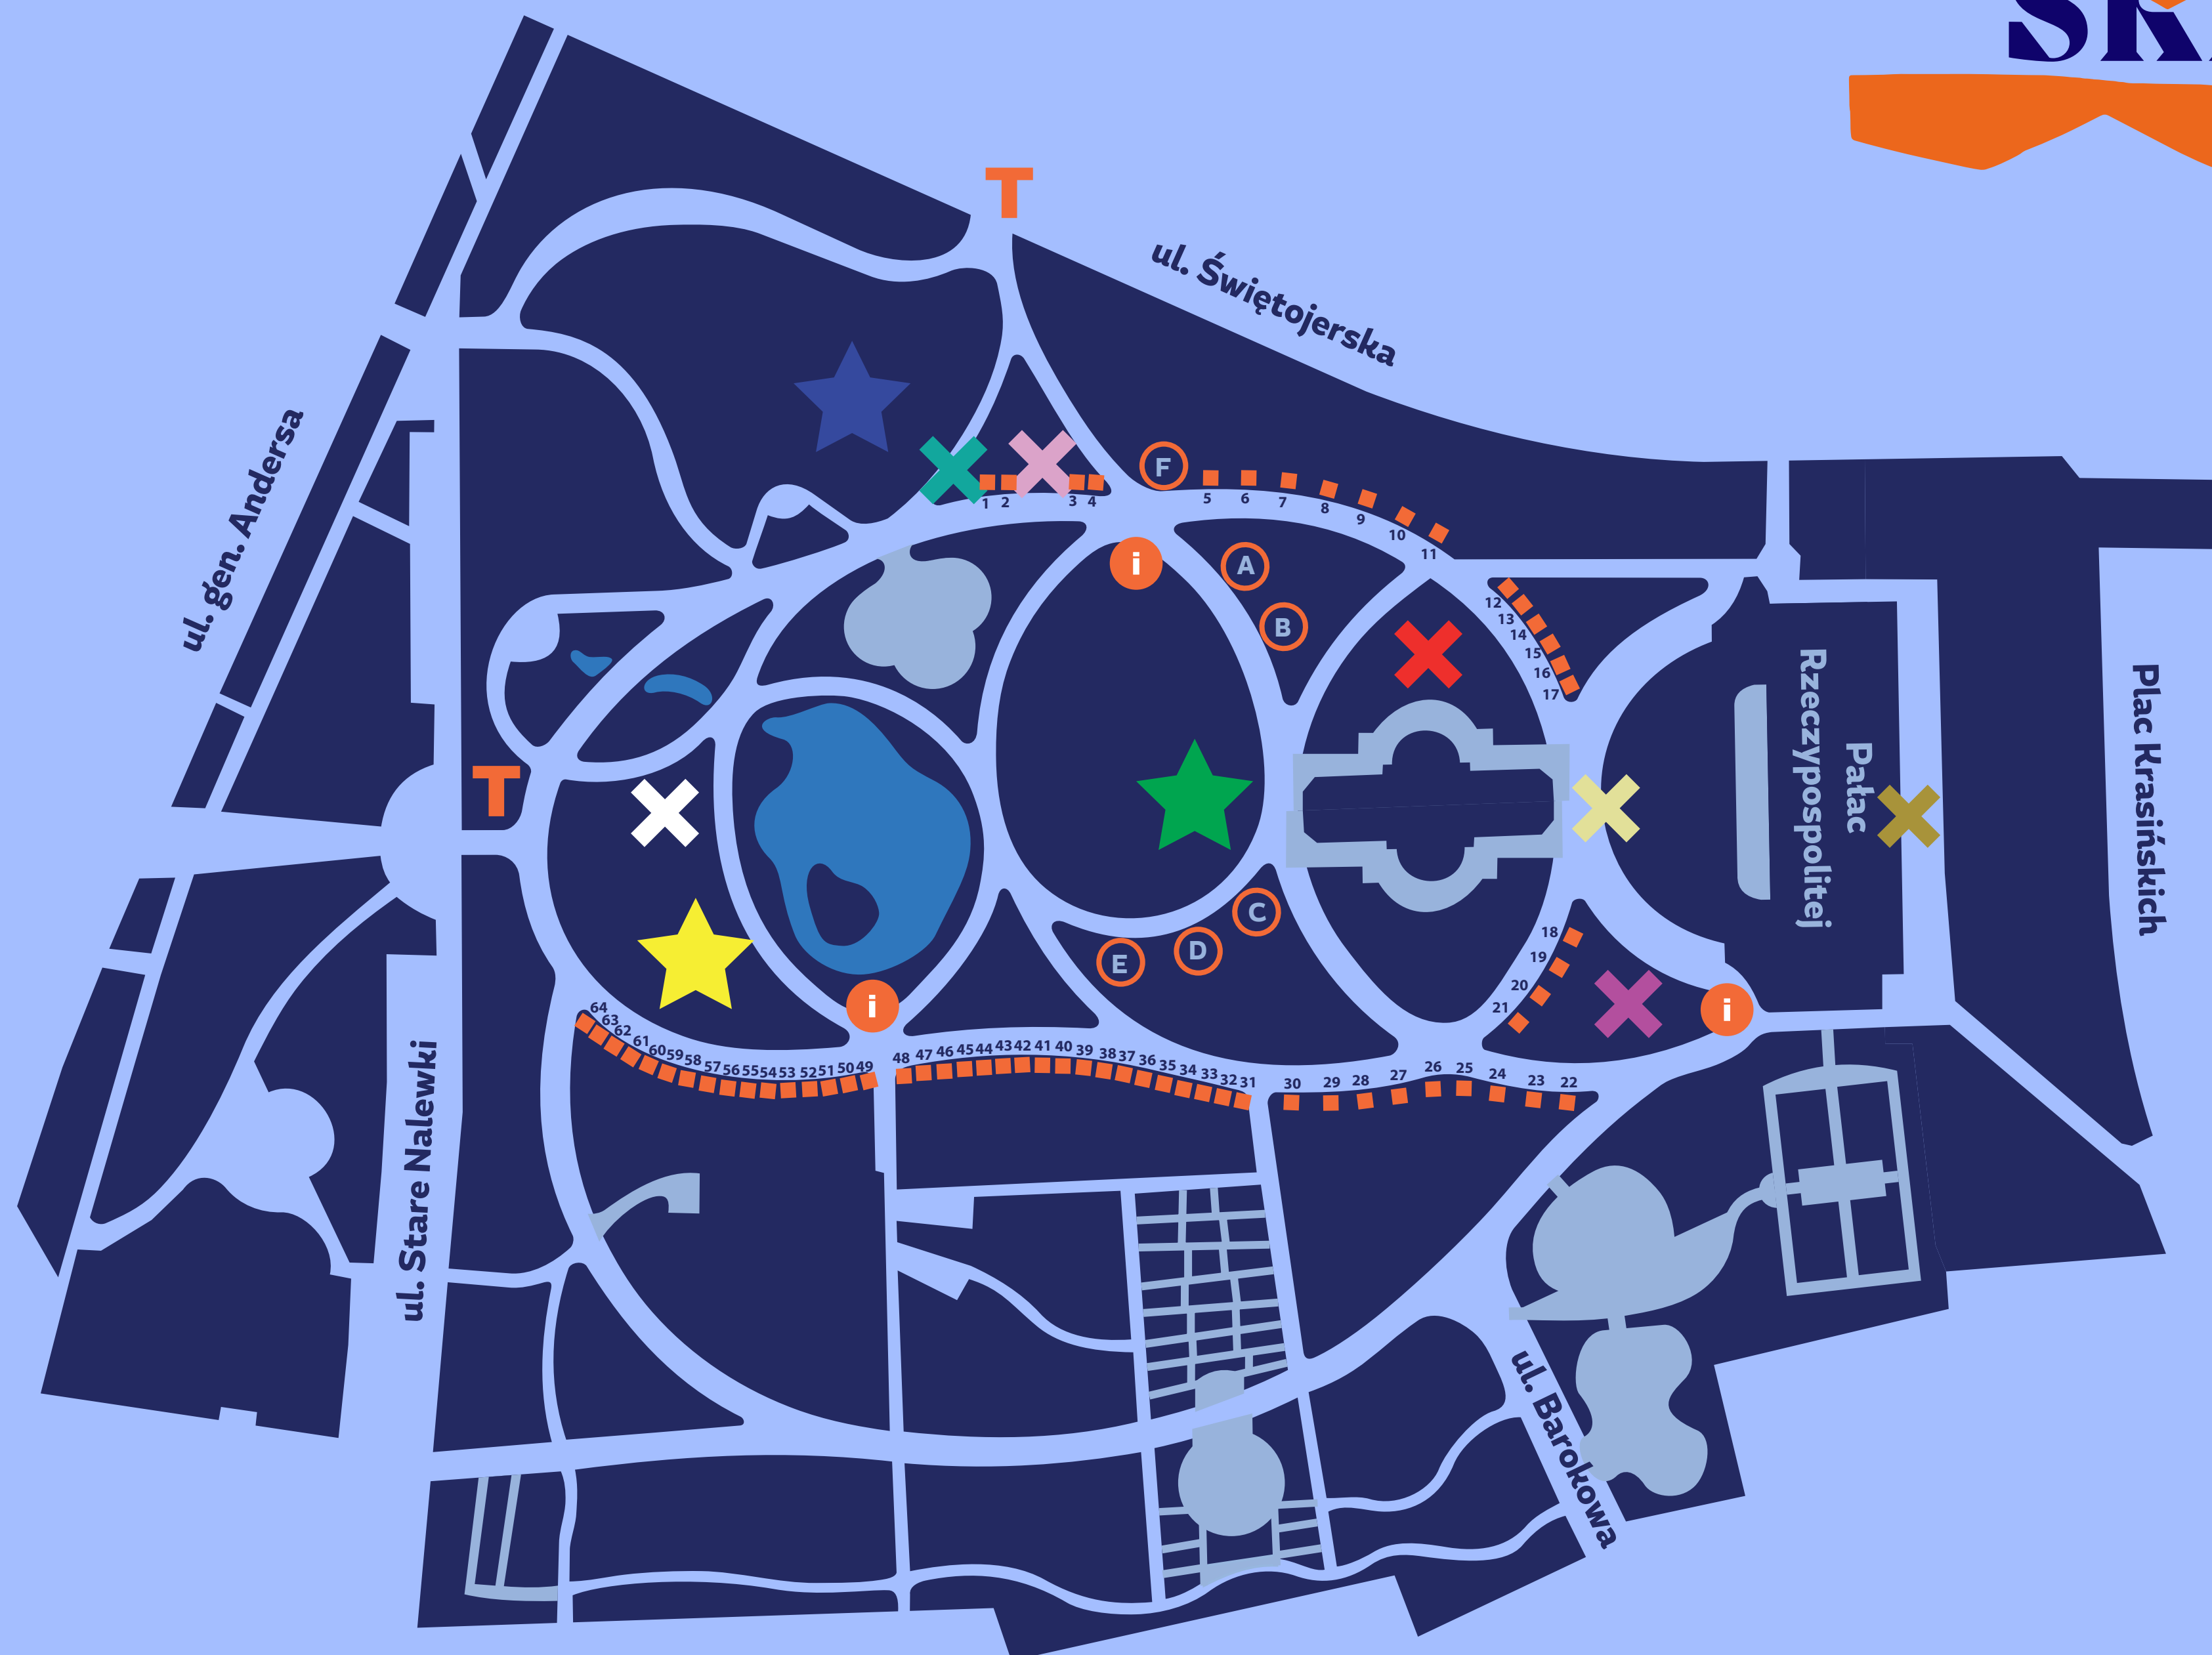 SK
T
ul. Świętojerska
ul. gen. Andersa
F
1 2 3 4
5 6 7 8 9 10 11
i
A
B
12 13 14 15 16 17
Pałac
Rzeczypospolitej
Plac Krasińskich
T
C
D
E
18 19 20 21
i
i
64 63 62 61 60 59 58 57 56 55 54 53 52 51 50 49
48 47 46 45 44 43 42 41 40 39 38 37 36 35 34 33 32 31
30 29 28 27 26 25 24 23 22
ul. Stare Nalewki
ul. Barokowa